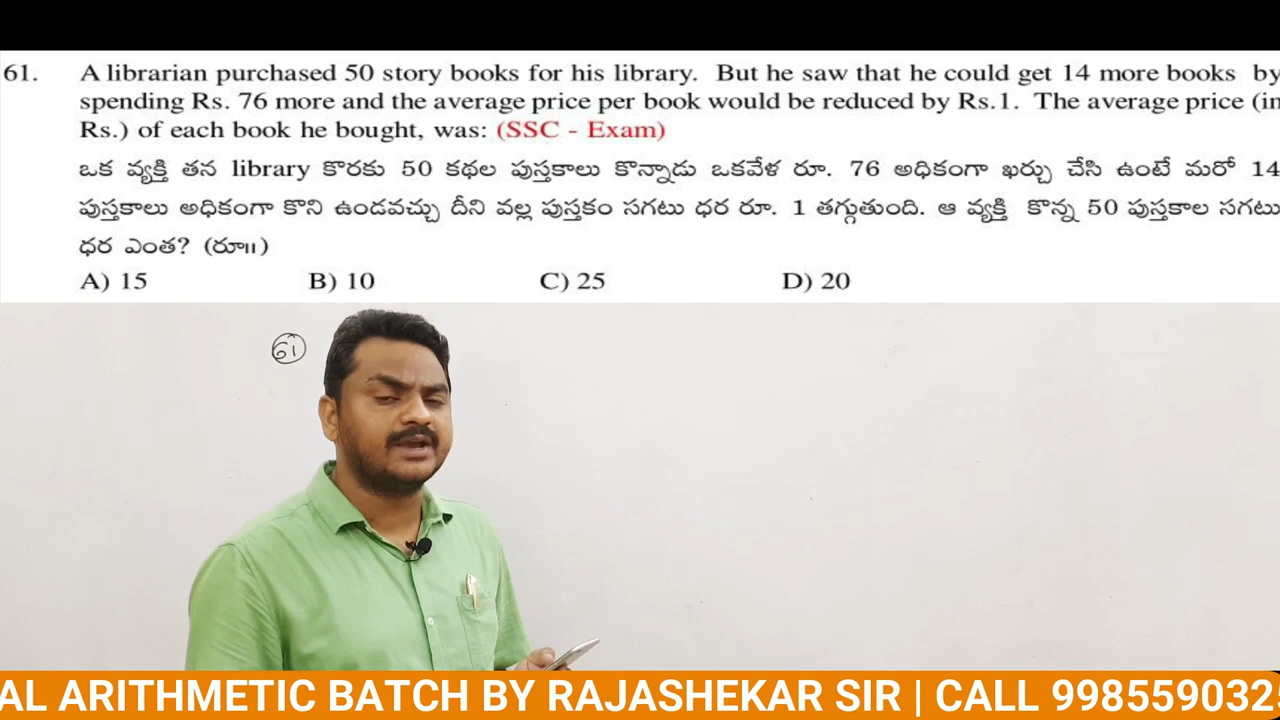 61. A librarian purchased 50 story books for his library. But he saw that he could get 14 more books by
spending Rs. 76 more and the average price per book would be reduced by Rs.1. The average price (in
Rs.) of each book he bought, was: (SSC - Exam)
ఒక వ్యక్తి తన library కొరకు 50 కథల పుస్తకాలు కొన్నాడు ఒకవేళ రూ. 76 అధికంగా ఖర్చు చేసి ఉంటే మరో 14
పుస్తకాలు అధికంగా కొని ఉండవచ్చు దీని వల్ల పుస్తకం సగటు ధర రూ. 1 తగ్గుతుంది. ఆ వ్యక్తి కొన్న 50 పుస్తకాల సగటు
ధర ఎంత? (రూ॥)
A) 15 B) 10 C) 25 D) 20
61
AL ARITHMETIC BATCH BY RAJASHEKAR SIR | CALL 998559032